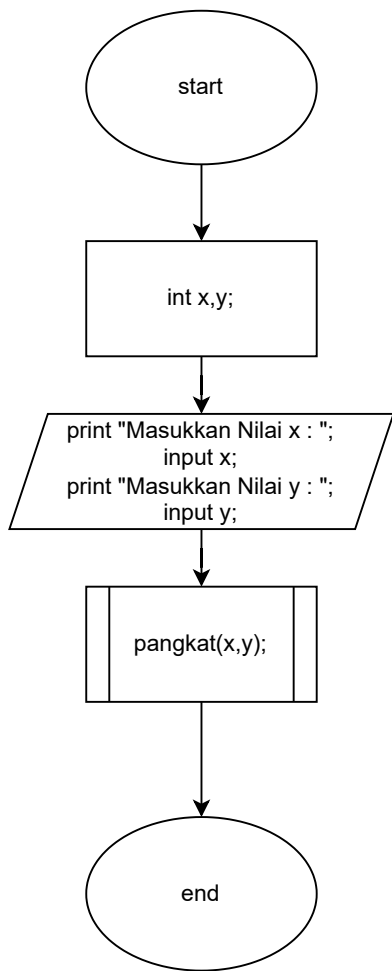 start
int x,y;
print "Masukkan Nilai x : ";
input x;
print "Masukkan Nilai y : ";
input y;
pangkat(x,y);
end